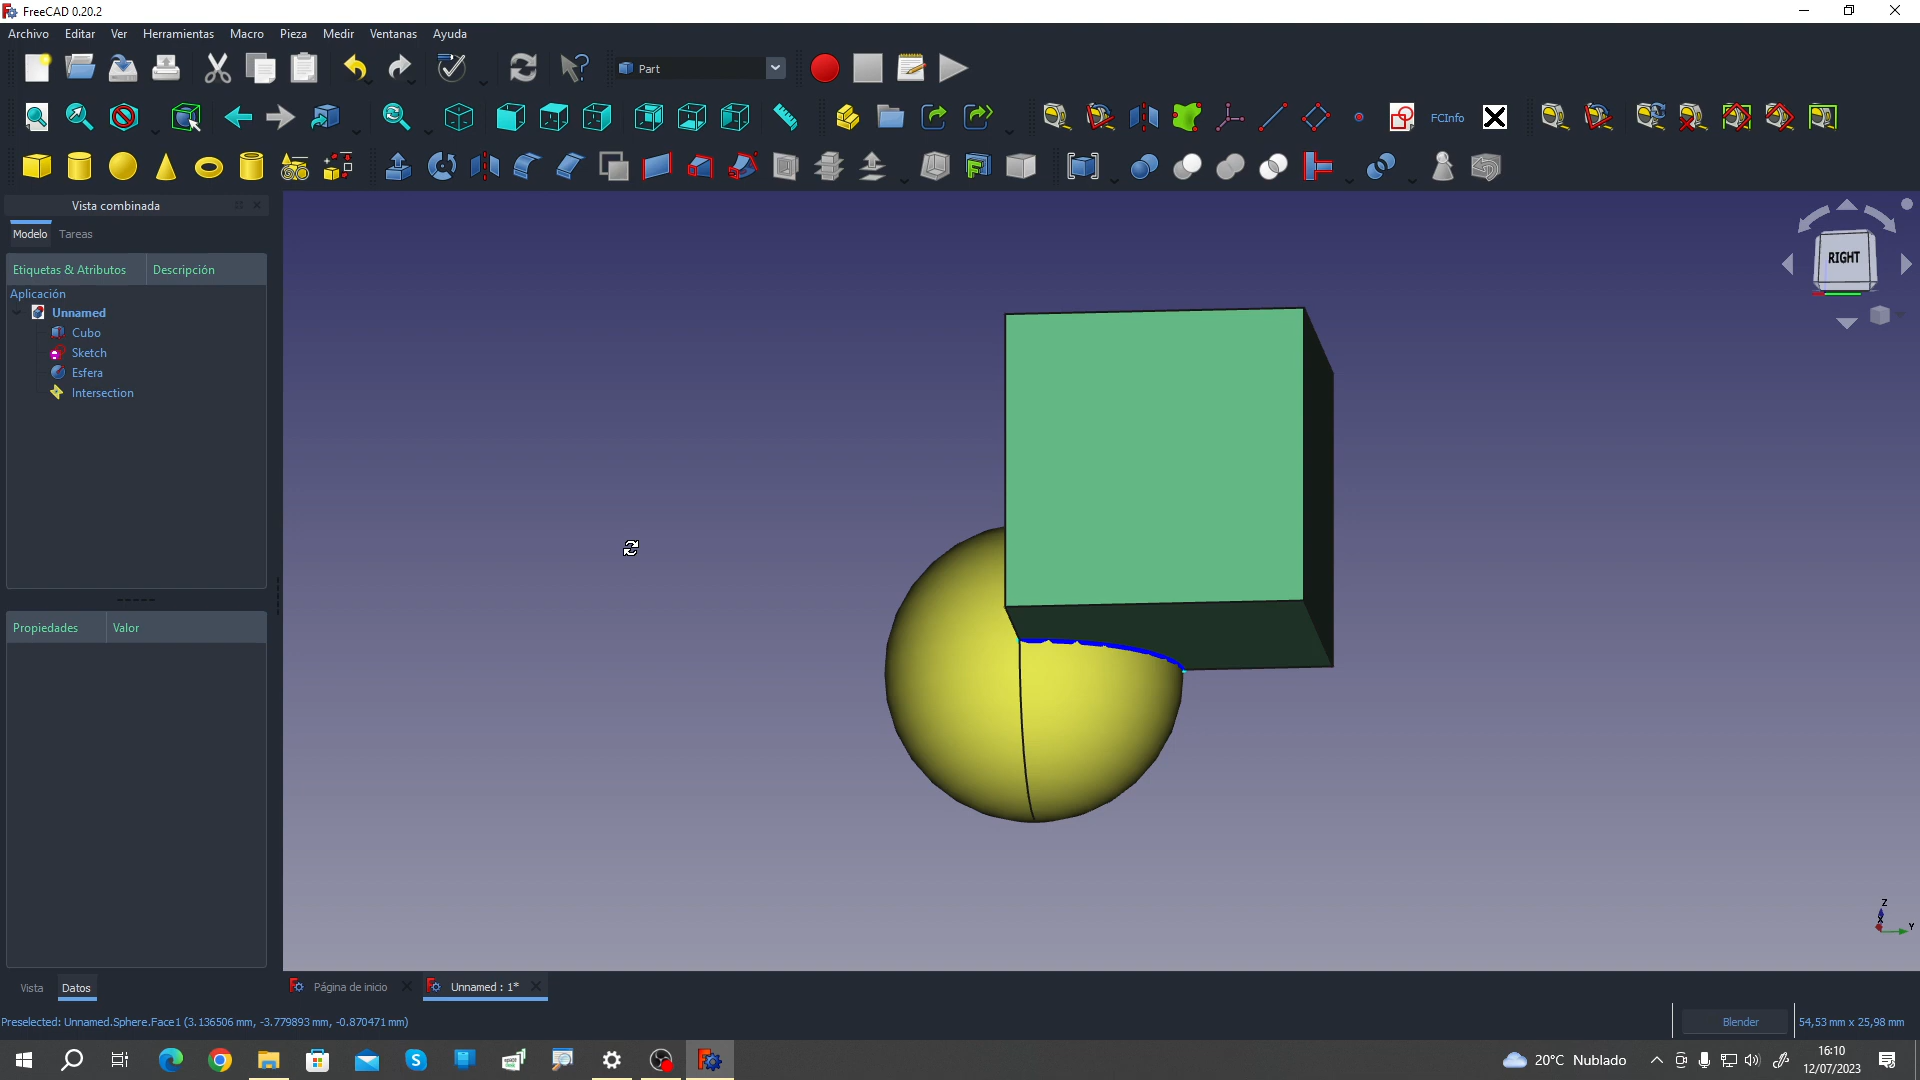 FreeCAD 0.20.2
Archivo Editar Ver Herramientas Macro Pieza Medir Ventanas Ayuda
Part
FCInfo
Vista combinada
Modelo Tareas
Etiquetas & Atributos Descripción
Aplicación
Unnamed
Cubo
Sketch
Esfera
Intersection
RIGHT
Propiedades Valor
Z
X
Y
Vista Datos
Página de inicio Unnamed : 1*
Preselected: Unnamed.Sphere.Face1 (3.136506 mm, -3.779893 mm, -0.870471 mm)
Blender 54,53 mm x 25,98 mm
20°C Nublado
16:10
12/07/2023